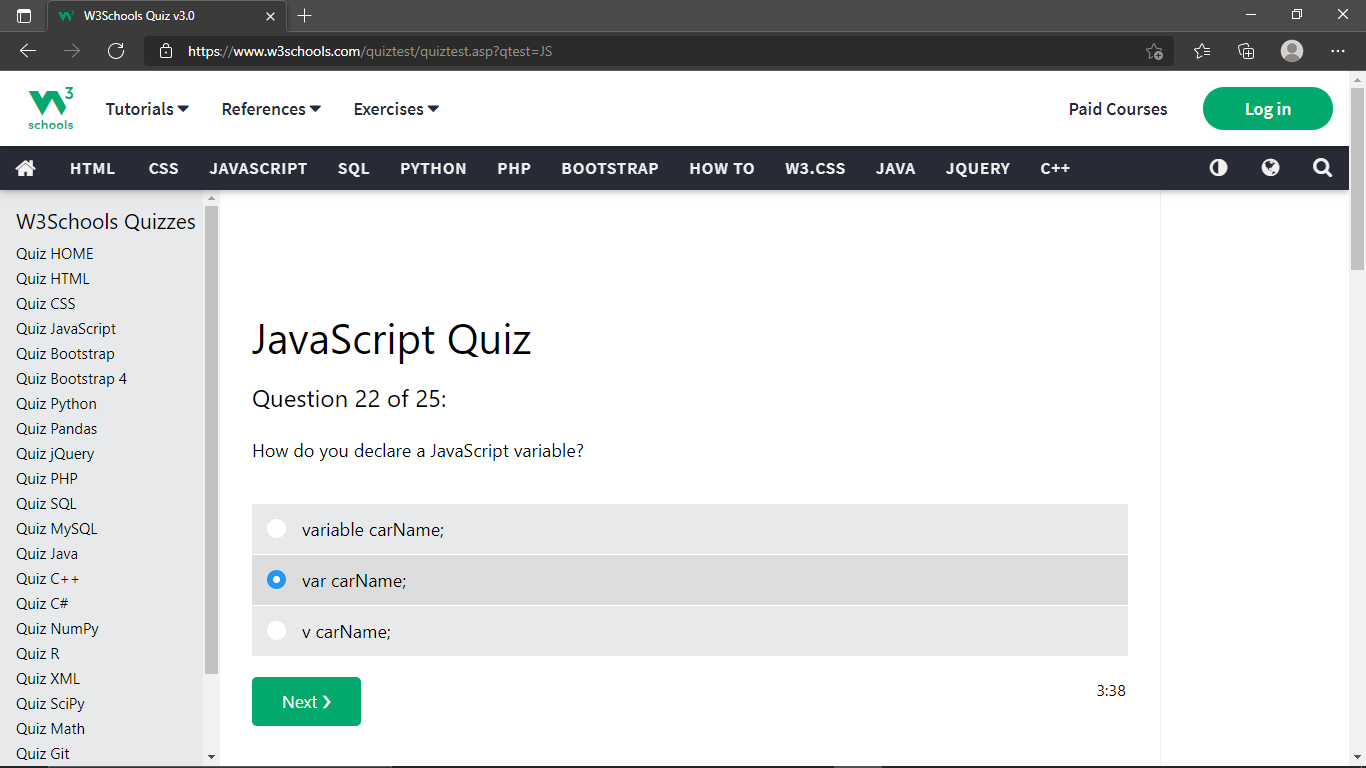 W3Schools Quiz v3.0
https://www.w3schools.com/quiztest/quiztest.asp?qtest=JS
W3 schools
Tutorials
References
Exercises
Paid Courses
Log in
HTML
CSS
JAVASCRIPT
SQL
PYTHON
PHP
BOOTSTRAP
HOW TO
W3.CSS
JAVA
JQUERY
C++
W3Schools Quizzes
Quiz HOME
Quiz HTML
Quiz CSS
Quiz JavaScript
Quiz Bootstrap
Quiz Bootstrap 4
Quiz Python
Quiz Pandas
Quiz jQuery
Quiz PHP
Quiz SQL
Quiz MySQL
Quiz Java
Quiz C++
Quiz C#
Quiz NumPy
Quiz R
Quiz XML
Quiz SciPy
Quiz Math
Quiz Git
JavaScript Quiz
Question 22 of 25:
How do you declare a JavaScript variable?
variable carName;
var carName;
v carName;
Next ❯
3:38